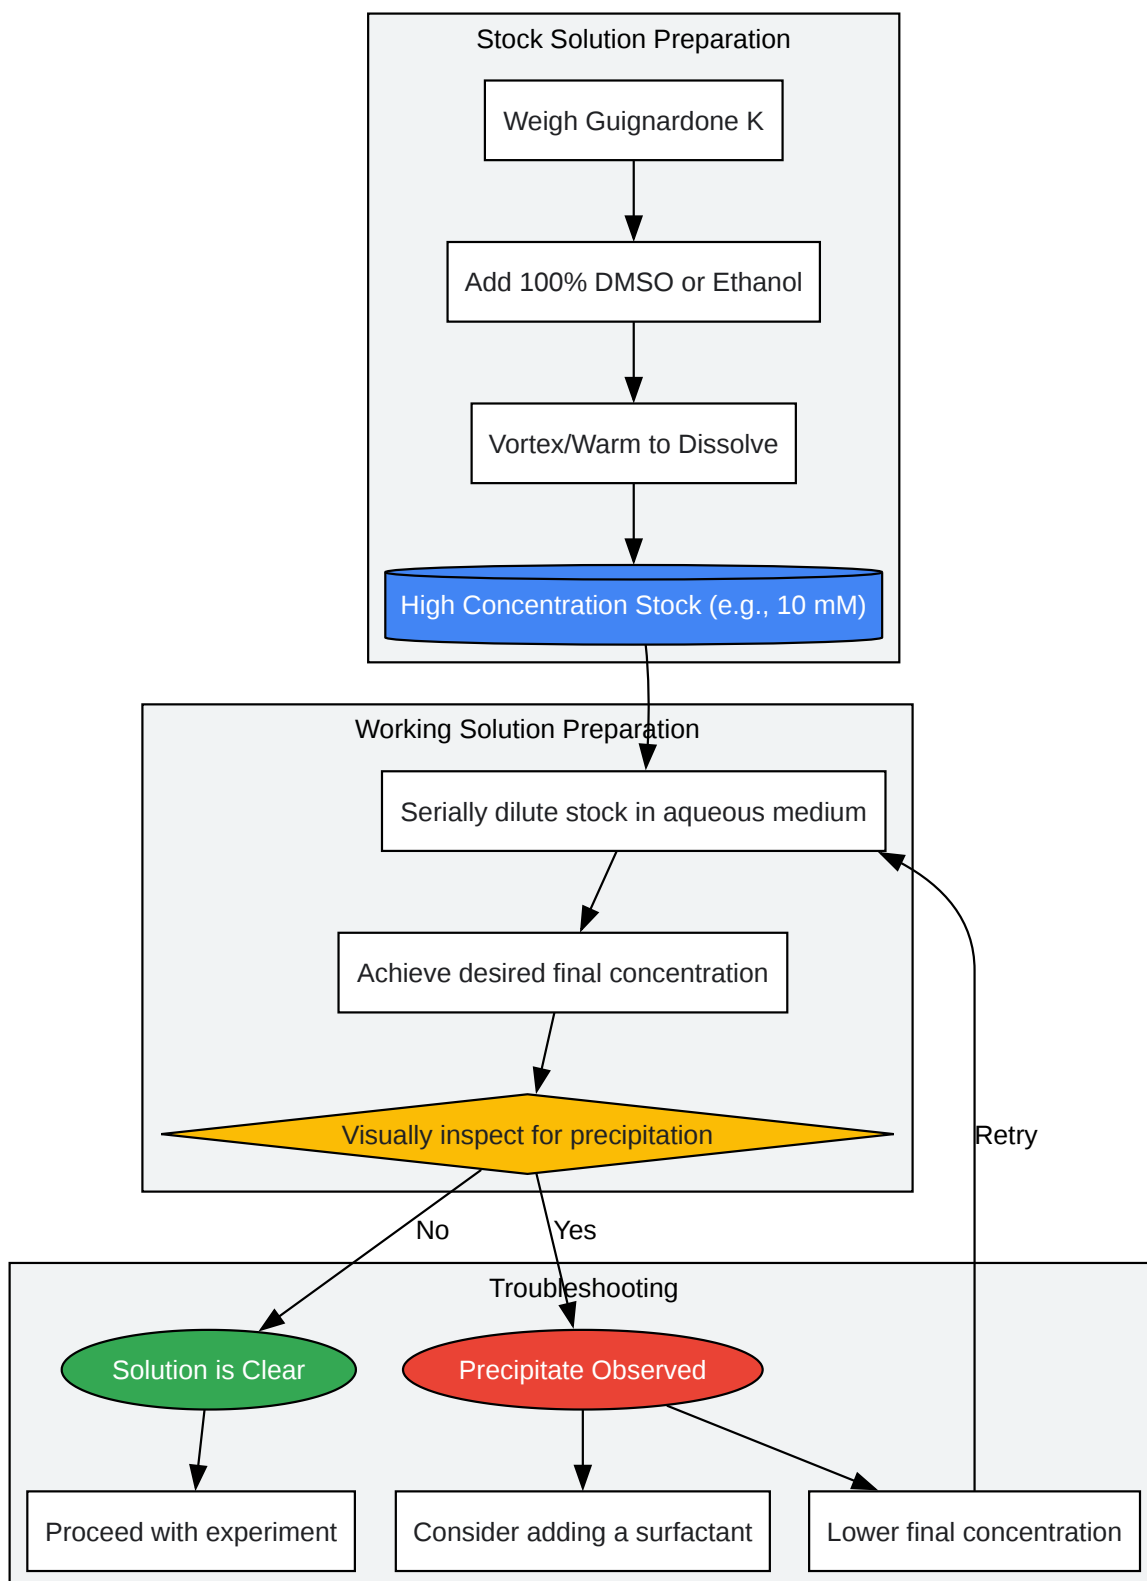 Stock Solution Preparation
Weigh Guignardone K
Add 100% DMSO or Ethanol
Vortex/Warm to Dissolve
High Concentration Stock (e.g., 10 mM)
Working Solution Preparation
Serially dilute stock in aqueous medium
Achieve desired final concentration
Visually inspect for precipitation
Retry
No
Yes
Troubleshooting
Solution is Clear
Precipitate Observed
Proceed with experiment
Consider adding a surfactant
Lower final concentration